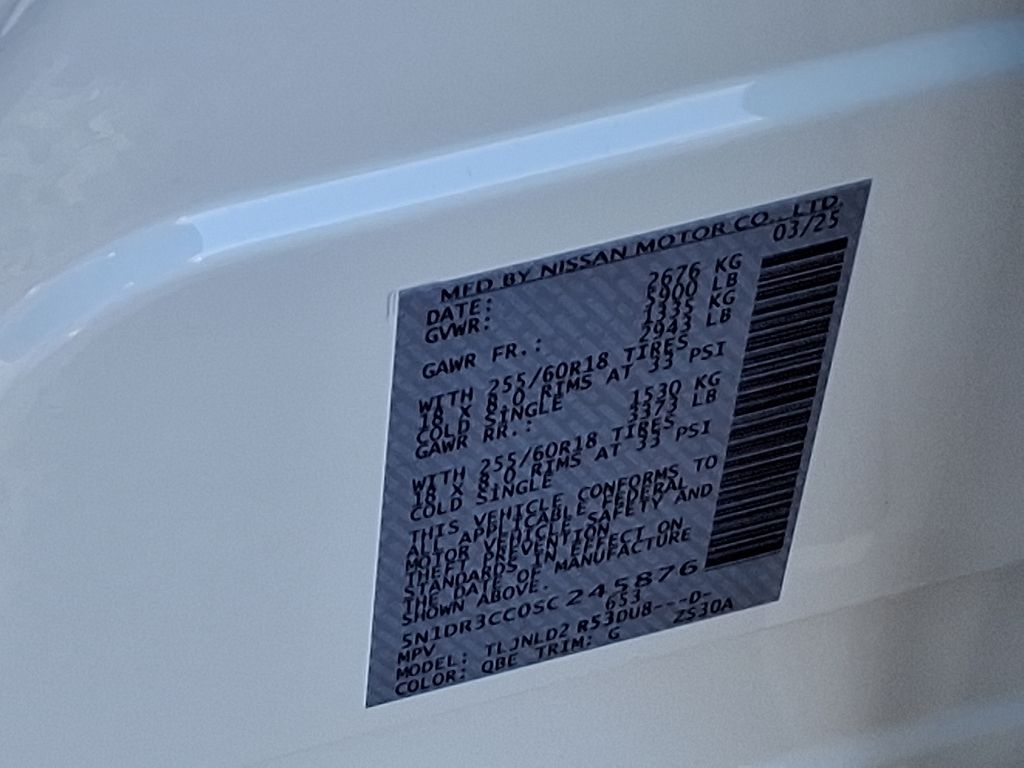 MFD BY NISSAN MOTOR CO., LTD.
DATE: 03/25
GVWR: 2676 KG
5900 LB
GAWR FR.: 1335 KG
2943 LB
WITH 255/60R18 TIRES
18 X 8.0 RIMS AT 33 PSI
COLD SINGLE
GAWR RR.: 1530 KG
3373 LB
WITH 255/60R18 TIRES
18 X 8.0 RIMS AT 33 PSI
COLD SINGLE
THIS VEHICLE CONFORMS TO
ALL APPLICABLE FEDERAL
MOTOR VEHICLE SAFETY AND
THEFT PREVENTION
STANDARDS IN EFFECT ON
THE DATE OF MANUFACTURE
SHOWN ABOVE.
5N1DR3CC0SC245876
MPV 653
MODEL: TLJNLD2 R53DU8---D-
COLOR: QBE TRIM: G ZS30A